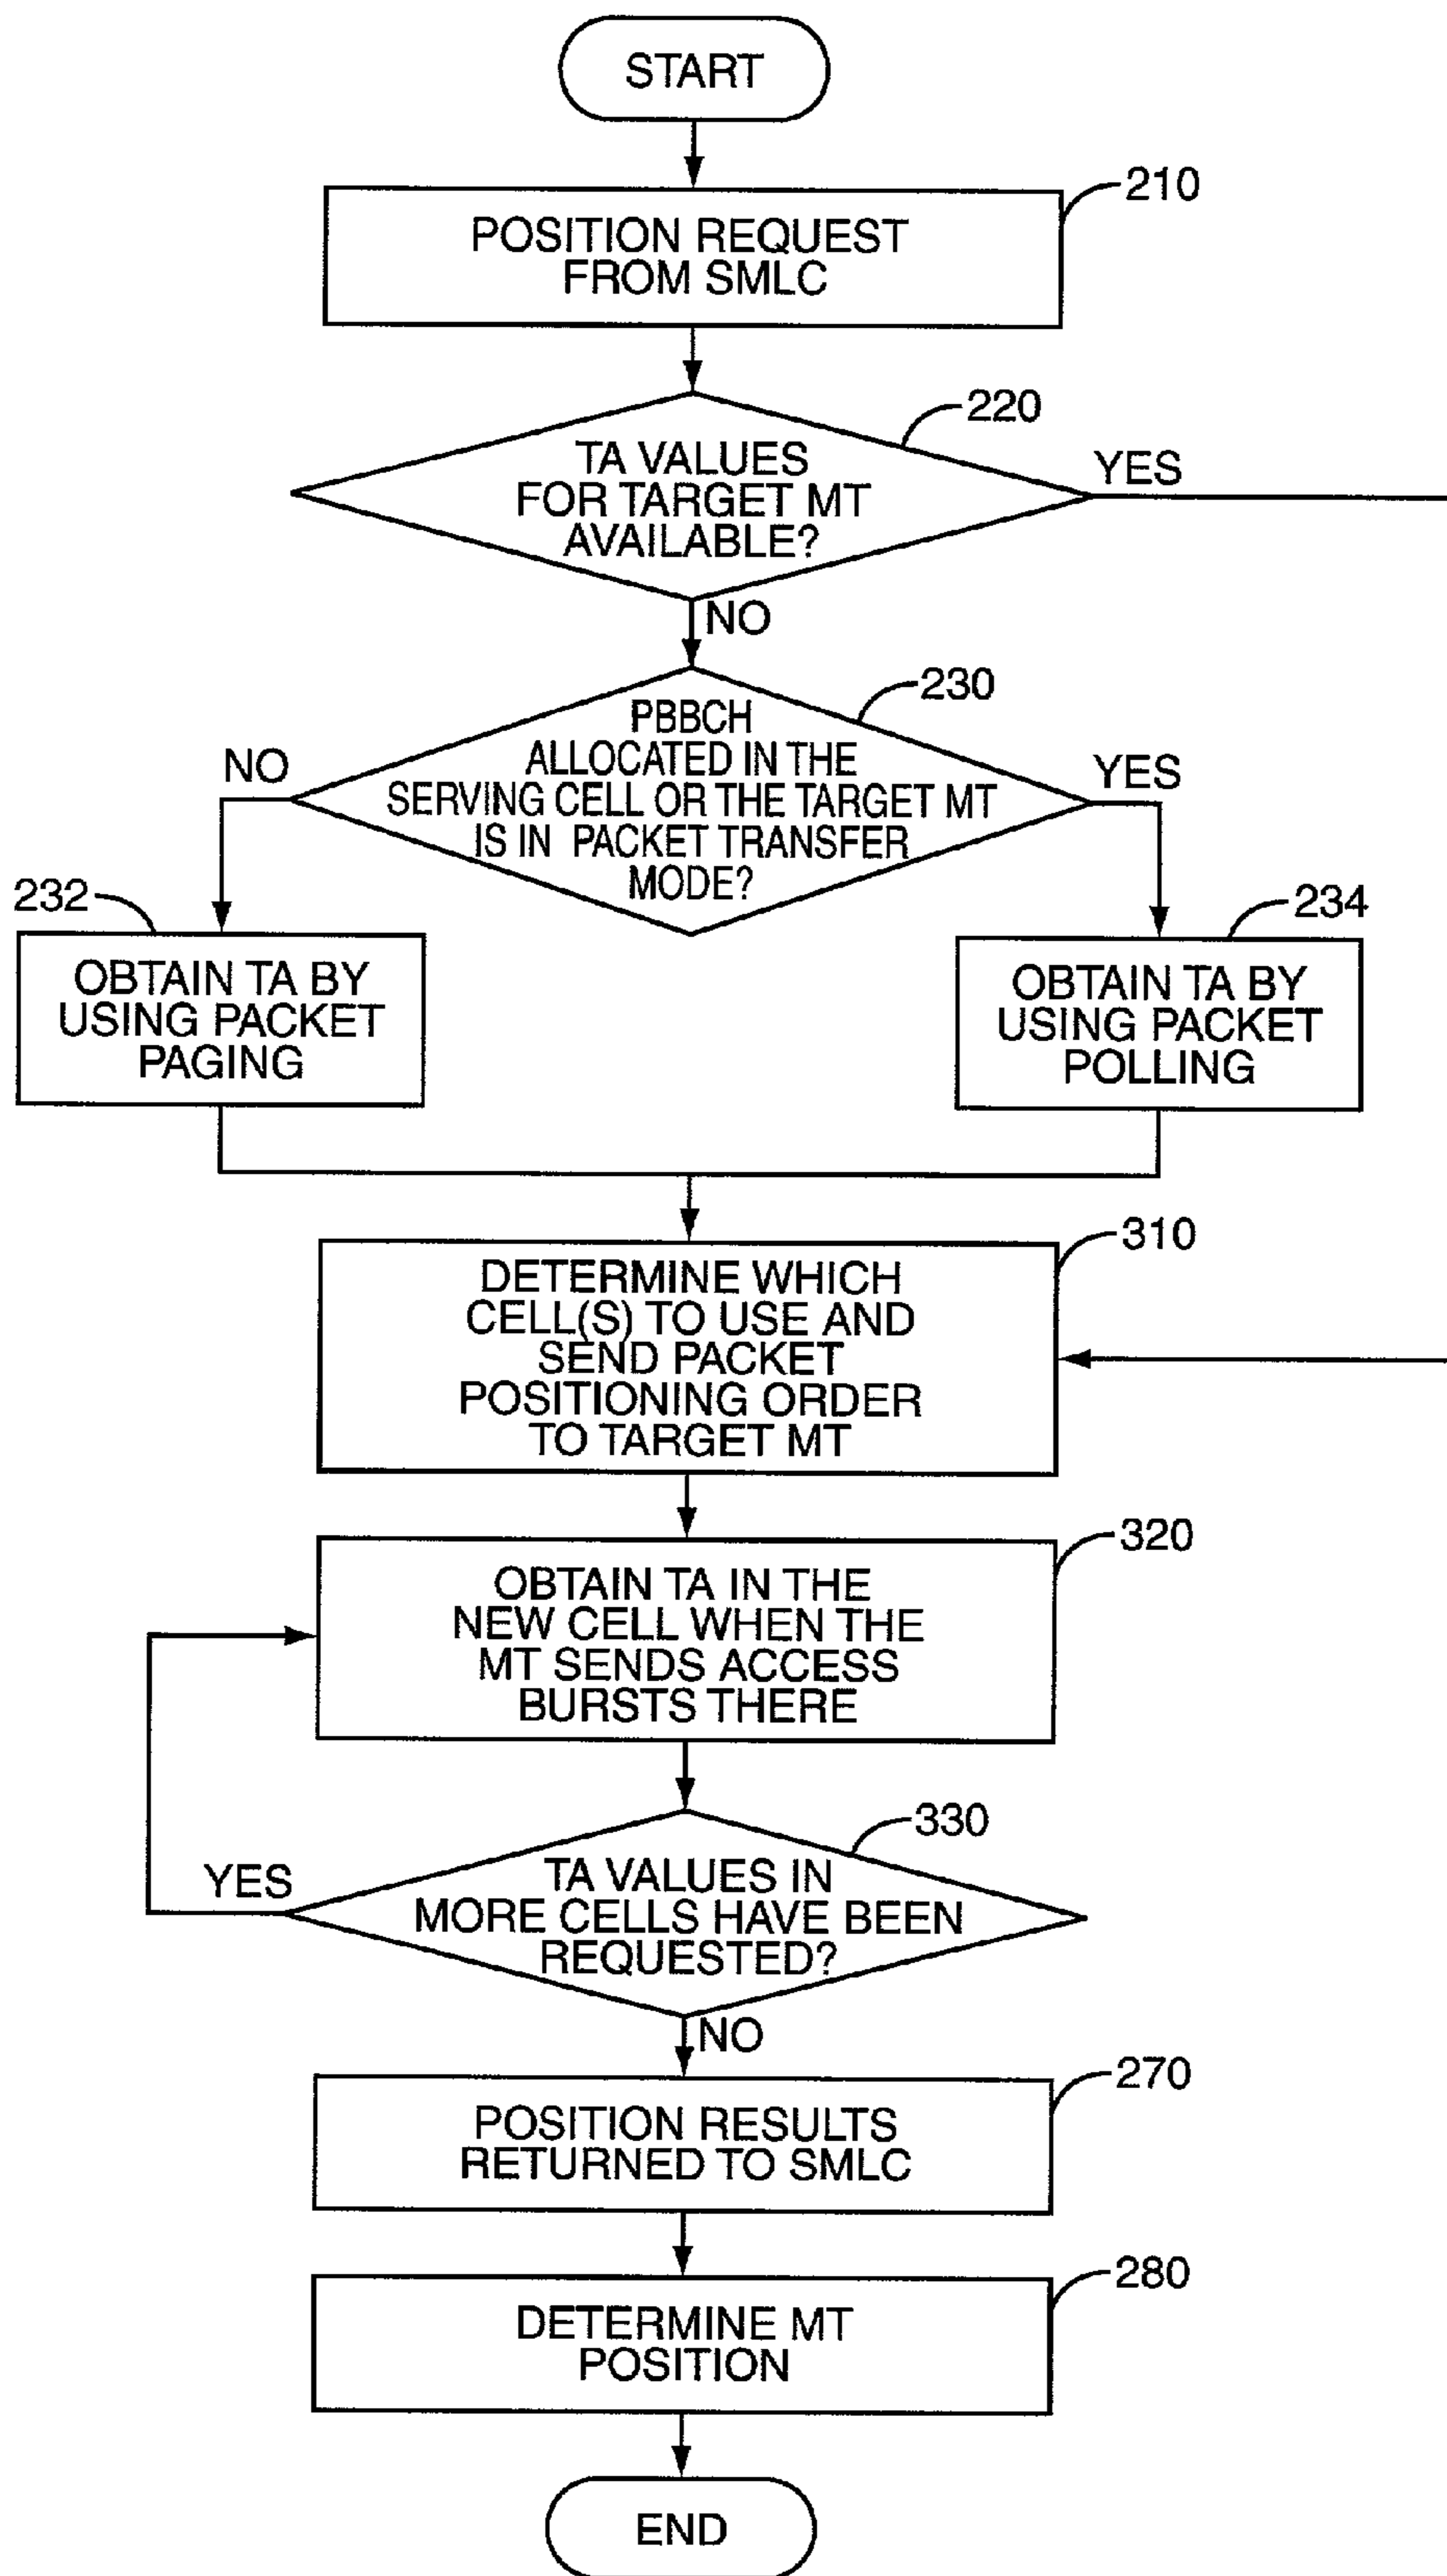 START
210
POSITION REQUEST
FROM SMLC
220
TA VALUES
FOR TARGET MT
AVAILABLE?
YES
NO
230
PBBCH
ALLOCATED IN THE
SERVING CELL OR THE TARGET MT
IS IN PACKET TRANSFER
MODE?
NO
YES
232
OBTAIN TA BY
USING PACKET
PAGING
234
OBTAIN TA BY
USING PACKET
POLLING
310
DETERMINE WHICH
CELL(S) TO USE AND
SEND PACKET
POSITIONING ORDER
TO TARGET MT
320
OBTAIN TA IN THE
NEW CELL WHEN THE
MT SENDS ACCESS
BURSTS THERE
330
TA VALUES IN
MORE CELLS HAVE BEEN
REQUESTED?
YES
NO
270
POSITION RESULTS
RETURNED TO SMLC
280
DETERMINE MT
POSITION
END